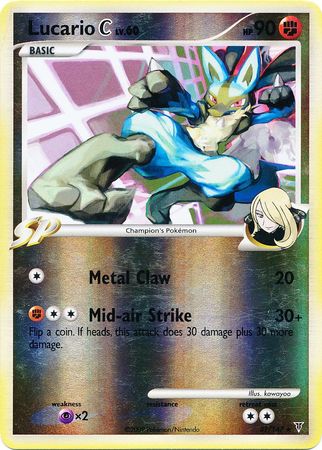 Lucario C LV.60 HP 90
BASIC
Champion's Pokémon
SP
Metal Claw 20
Mid-air Strike 30+
Flip a coin. If heads, this attack does 30 damage plus 30 more
damage.
Illus. kawayoo
weakness resistance retreat cost
×2
©2009 Pokémon/Nintendo